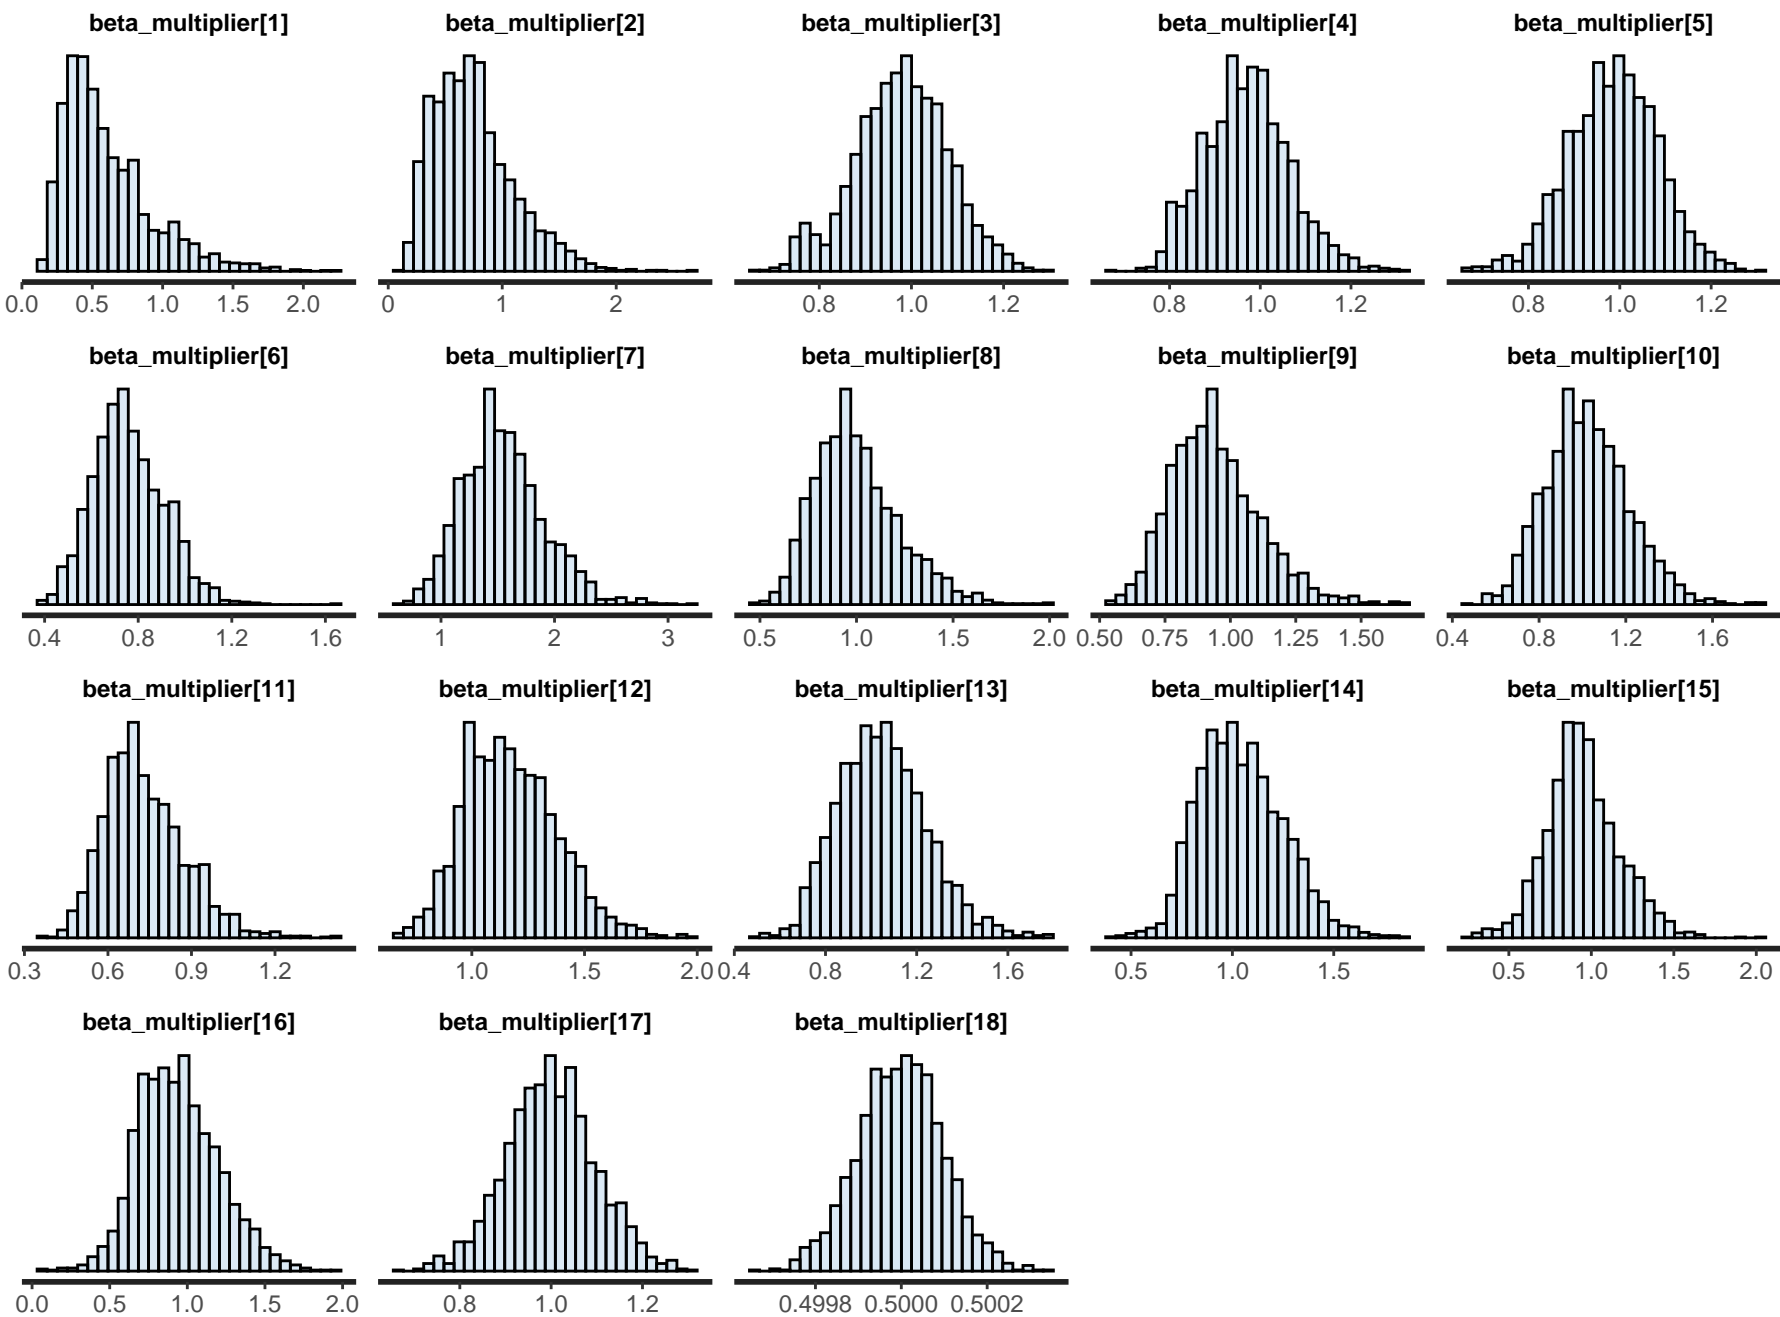 beta_multiplier[1] beta_multiplier[2] beta_multiplier[3] beta_multiplier[4] beta_multiplier[5]
0.0 0.5 1.0 1.5 2.0 0 1 2 0.8 1.0 1.2 0.8 1.0 1.2 0.8 1.0 1.2
beta_multiplier[6] beta_multiplier[7] beta_multiplier[8] beta_multiplier[9] beta_multiplier[10]
0.4 0.8 1.2 1.6 1 2 3 0.5 1.0 1.5 2.0 0.50 0.75 1.00 1.25 1.50 0.4 0.8 1.2 1.6
beta_multiplier[11] beta_multiplier[12] beta_multiplier[13] beta_multiplier[14] beta_multiplier[15]
0.3 0.6 0.9 1.2 1.0 1.5 2.0 0.4 0.8 1.2 1.6 0.5 1.0 1.5 0.5 1.0 1.5 2.0
beta_multiplier[16] beta_multiplier[17] beta_multiplier[18]
0.0 0.5 1.0 1.5 2.0 0.8 1.0 1.2 0.4998 0.5000 0.5002